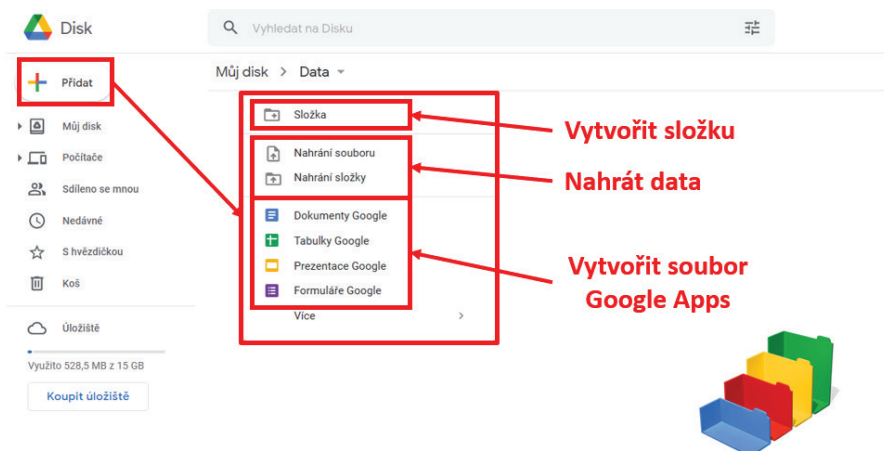 Disk
Vyhledat na Disku
Můj disk > Data
Přidat
Můj disk
Počítače
Sdíleno se mnou
Nedávné
S hvězdičkou
Koš
Úložiště
Využito 528,5 MB z 15 GB
Koupit úložiště
Složka
Nahrání souboru
Nahrání složky
Dokumenty Google
Tabulky Google
Prezentace Google
Formuláře Google
Více >
Vytvořit složku
Nahrát data
Vytvořit soubor
Google Apps